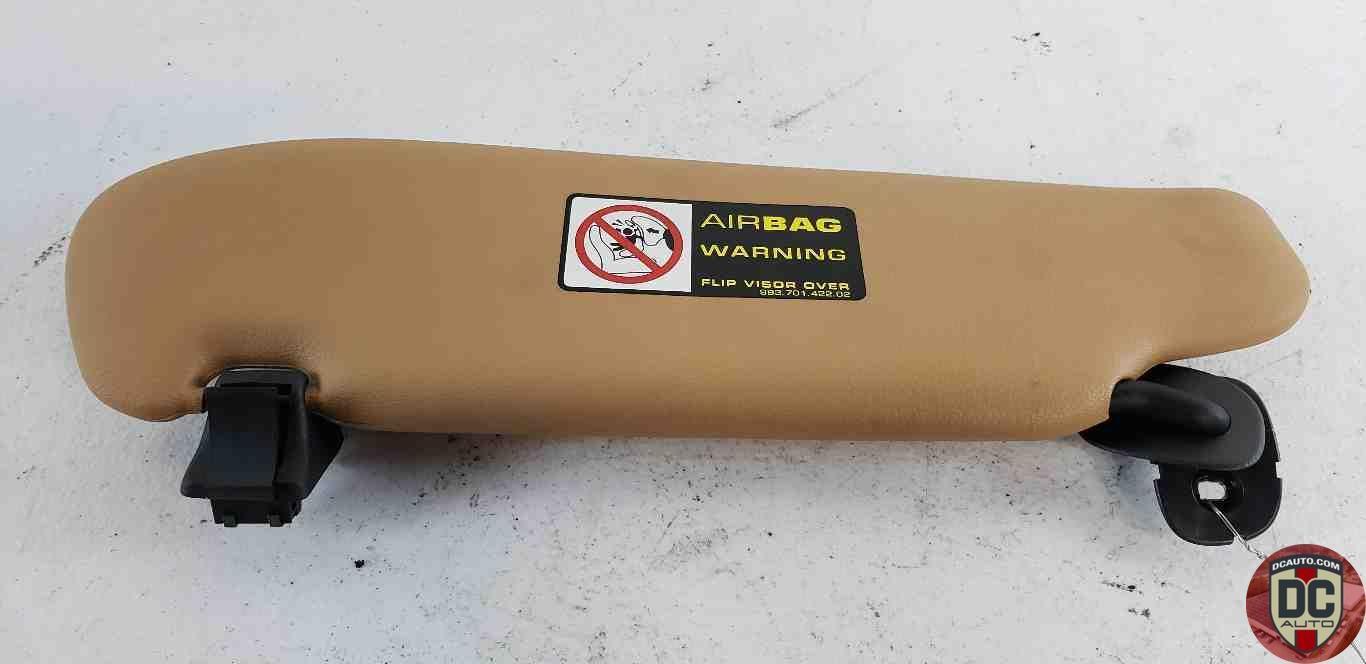 AIRBAG
WARNING
FLIP VISOR OVER
993.701.422.02
DCAUTO.COM
DC
AUTO